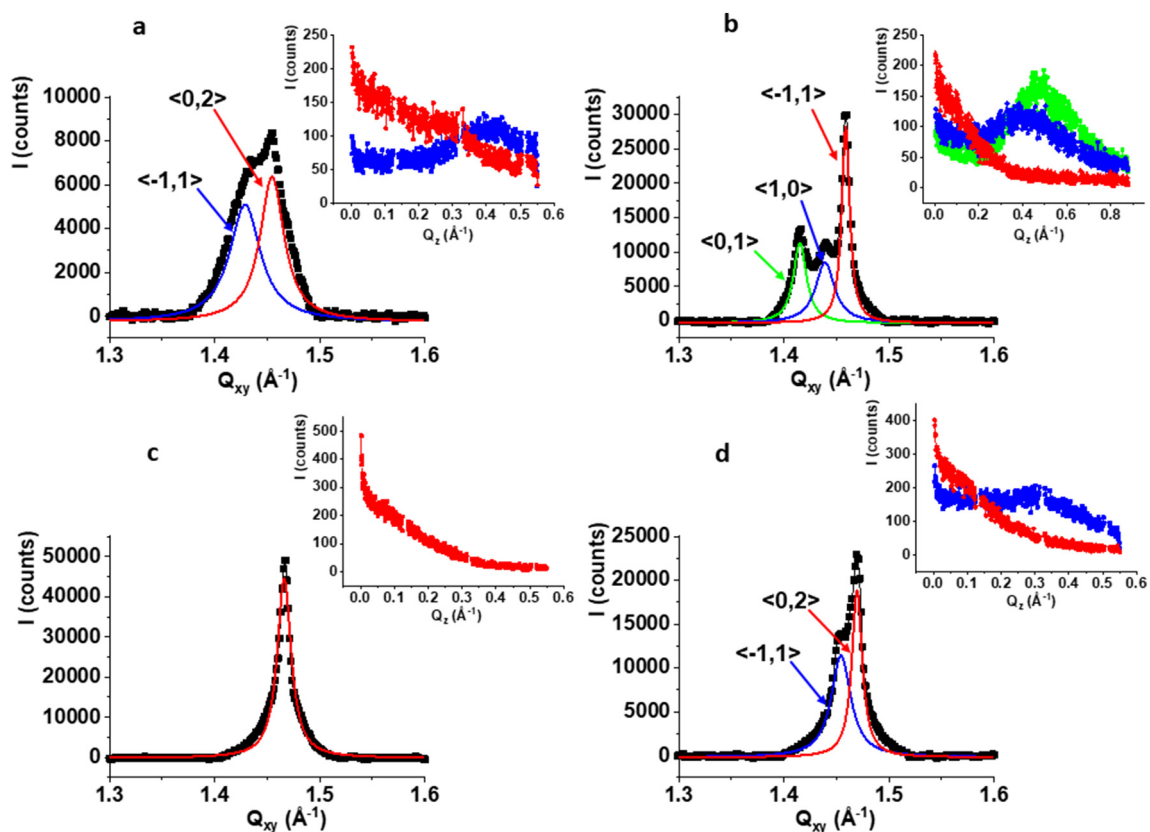 a
I (counts)
10000
8000
6000
4000
2000
0
<0,2>
<-1,1>
1.3 1.4 1.5 1.6
Qxy (Å-1)
I (counts)
250
200
150
100
50
0
0.0 0.1 0.2 0.3 0.4 0.5 0.6
Qz (Å-1)
b
I (counts)
30000
25000
20000
15000
10000
5000
0
<-1,1>
<1,0>
<0,1>
1.3 1.4 1.5 1.6
Qxy (Å-1)
I (counts)
250
200
150
100
50
0
0.0 0.2 0.4 0.6 0.8
Qz (Å-1)
c
I (counts)
50000
40000
30000
20000
10000
0
1.3 1.4 1.5 1.6
Qxy (Å-1)
I (counts)
500
400
300
200
100
0
0.0 0.1 0.2 0.3 0.4 0.5 0.6
Qz (Å-1)
d
I (counts)
25000
20000
15000
10000
5000
0
<0,2>
<-1,1>
1.3 1.4 1.5 1.6
Qxy (Å-1)
I (counts)
400
300
200
100
0
0.0 0.1 0.2 0.3 0.4 0.5 0.6
Qz (Å-1)